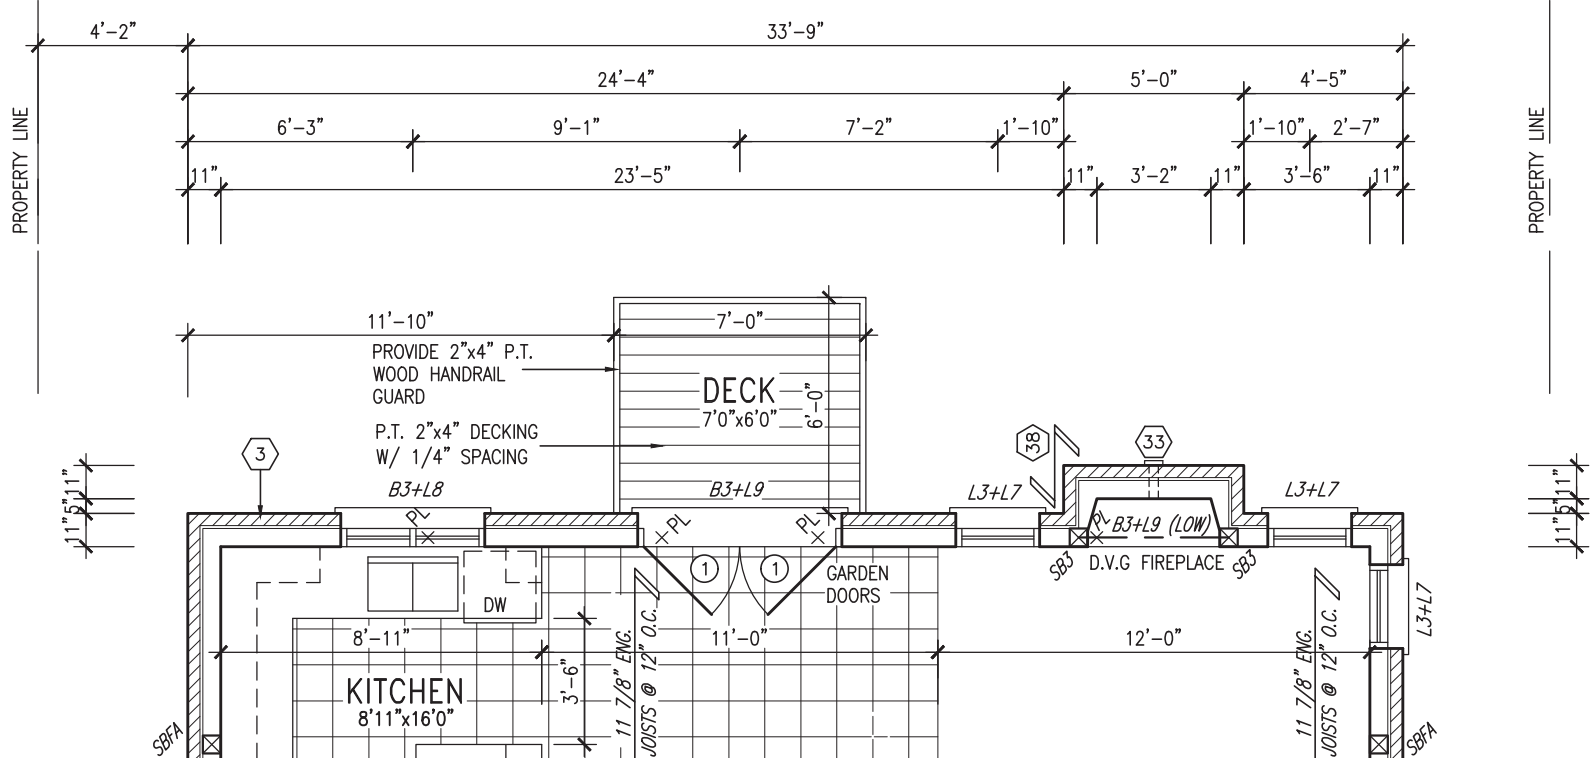 4'-2"
33'-9"
24'-4"
5'-0"
4'-5"
6'-3"
9'-1"
7'-2"
1'-10"
1'-10"
2'-7"
11"
23'-5"
11"
3'-2"
11"
3'-6"
11"
PROPERTY LINE
PROPERTY LINE
11'-10"
7'-0"
PROVIDE 2"x4" P.T.
WOOD HANDRAIL
GUARD
DECK
7'0"x6'0"
6'-0"
P.T. 2"x4" DECKING
W/ 1/4" SPACING
3
38
33
11"
5"
11"
11"
5"
11"
B3+L8
B3+L9
L3+L7
L3+L7
PL
PL
PL
PL
B3+L9 (LOW)
SB3
D.V.G FIREPLACE
SB3
1
1
GARDEN
DOORS
DW
L3+L7
8'-11"
11'-0"
12'-0"
3'-6"
KITCHEN
8'11"x16'0"
11 7/8" ENG.
JOISTS @ 12" O.C.
11 7/8" ENG.
JOISTS @ 12" O.C.
SBFA
SBFA